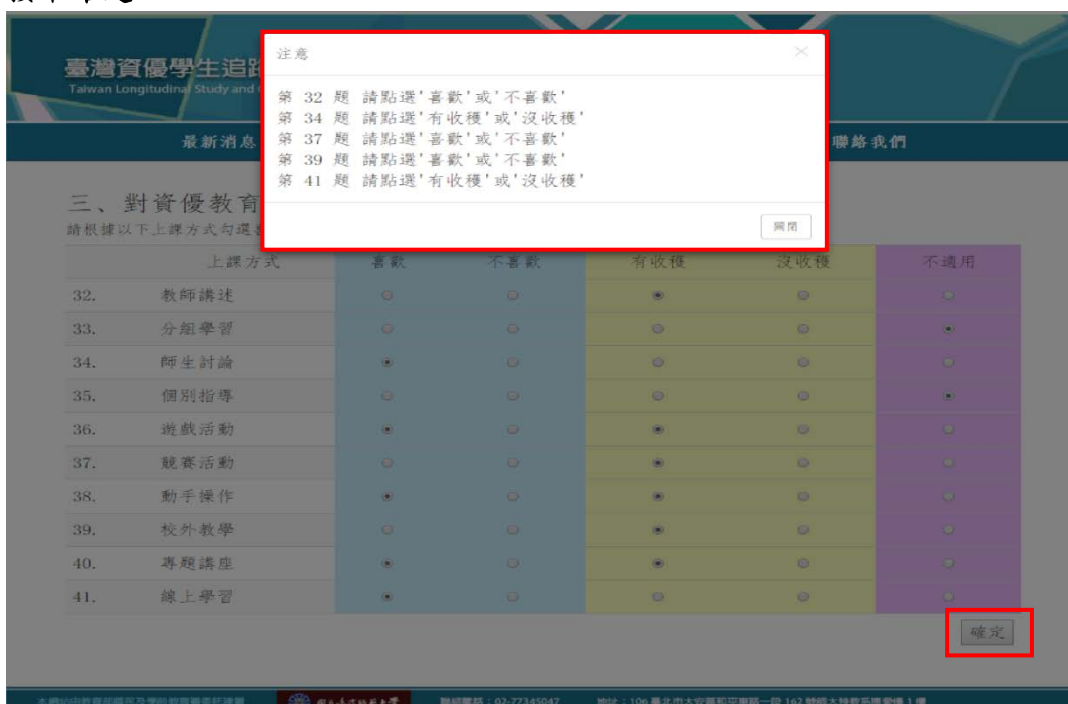 臺灣資優學生追蹤
Taiwan Longitudinal Study and
注意
×
第 32 題 請點選'喜歡'或'不喜歡'
第 34 題 請點選'有收穫'或'沒收穫'
第 37 題 請點選'喜歡'或'不喜歡'
第 39 題 請點選'喜歡'或'不喜歡'
第 41 題 請點選'有收穫'或'沒收穫'
關閉
最新消息 聯絡我們
三、對資優教育
請根據以下上課方式勾選
上課方式 喜歡 不喜歡 有收穫 沒收穫 不適用
32. 教師講述
33. 分組學習
34. 師生討論
35. 個別指導
36. 遊戲活動
37. 競賽活動
38. 動手操作
39. 校外教學
40. 專題講座
41. 線上學習
確定
聯絡電話：02-77345047